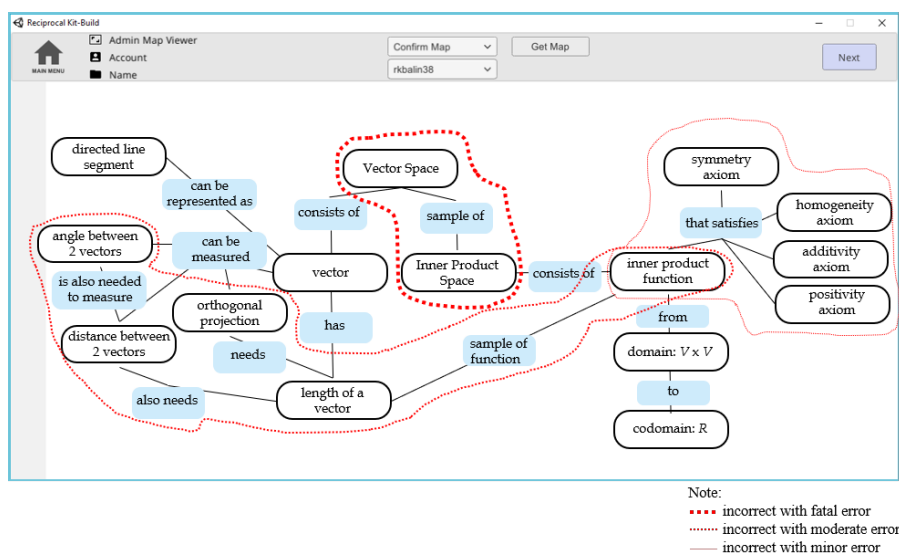 Reciprocal Kit-Build
MAIN MENU
Admin Map Viewer
Account
Name
Confirm Map
Get Map
rkbalin38
Next
directed line
segment
can be
represented as
Vector Space
consists of
sample of
symmetry
axiom
that satisfies
homogeneity
axiom
additivity
axiom
positivity
axiom
angle between
2 vectors
can be
measured
vector
Inner Product
Space
consists of
inner product
function
is also needed
to measure
orthogonal
projection
has
from
distance between
2 vectors
needs
sample of
function
domain: V x V
also needs
length of a
vector
to
codomain: R
Note:
incorrect with fatal error
incorrect with moderate error
incorrect with minor error